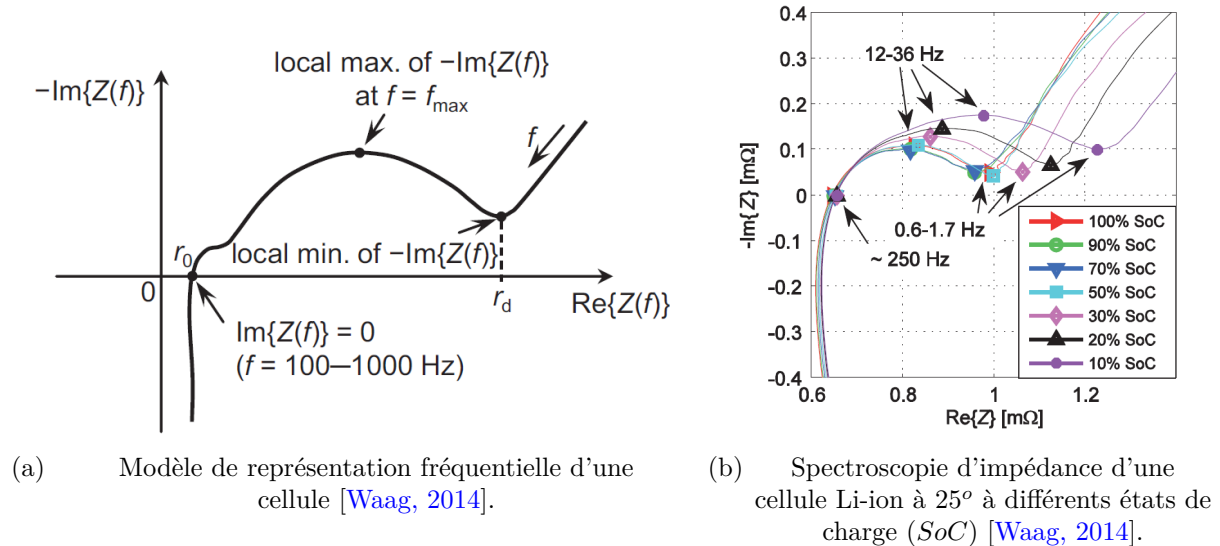 local max. of −Im{Z(f)}
at f = fmax
−Im{Z(f)}
f
r0
local min. of −Im{Z(f)}
0
rd
Re{Z(f)}
Im{Z(f)} = 0
(f = 100–1000 Hz)
(a) Modèle de représentation fréquentielle d'une
cellule [Waag, 2014].
0.4
0.3
0.2
0.1
0
-0.1
-0.2
-0.3
-0.4
-Im{Z} [mΩ]
12-36 Hz
0.6-1.7 Hz
~ 250 Hz
100% SoC
90% SoC
70% SoC
50% SoC
30% SoC
20% SoC
10% SoC
0.6
0.8
1
1.2
Re{Z} [mΩ]
(b) Spectroscopie d'impédance d'une
cellule Li-ion à 25° à différents états de
charge (SoC) [Waag, 2014].